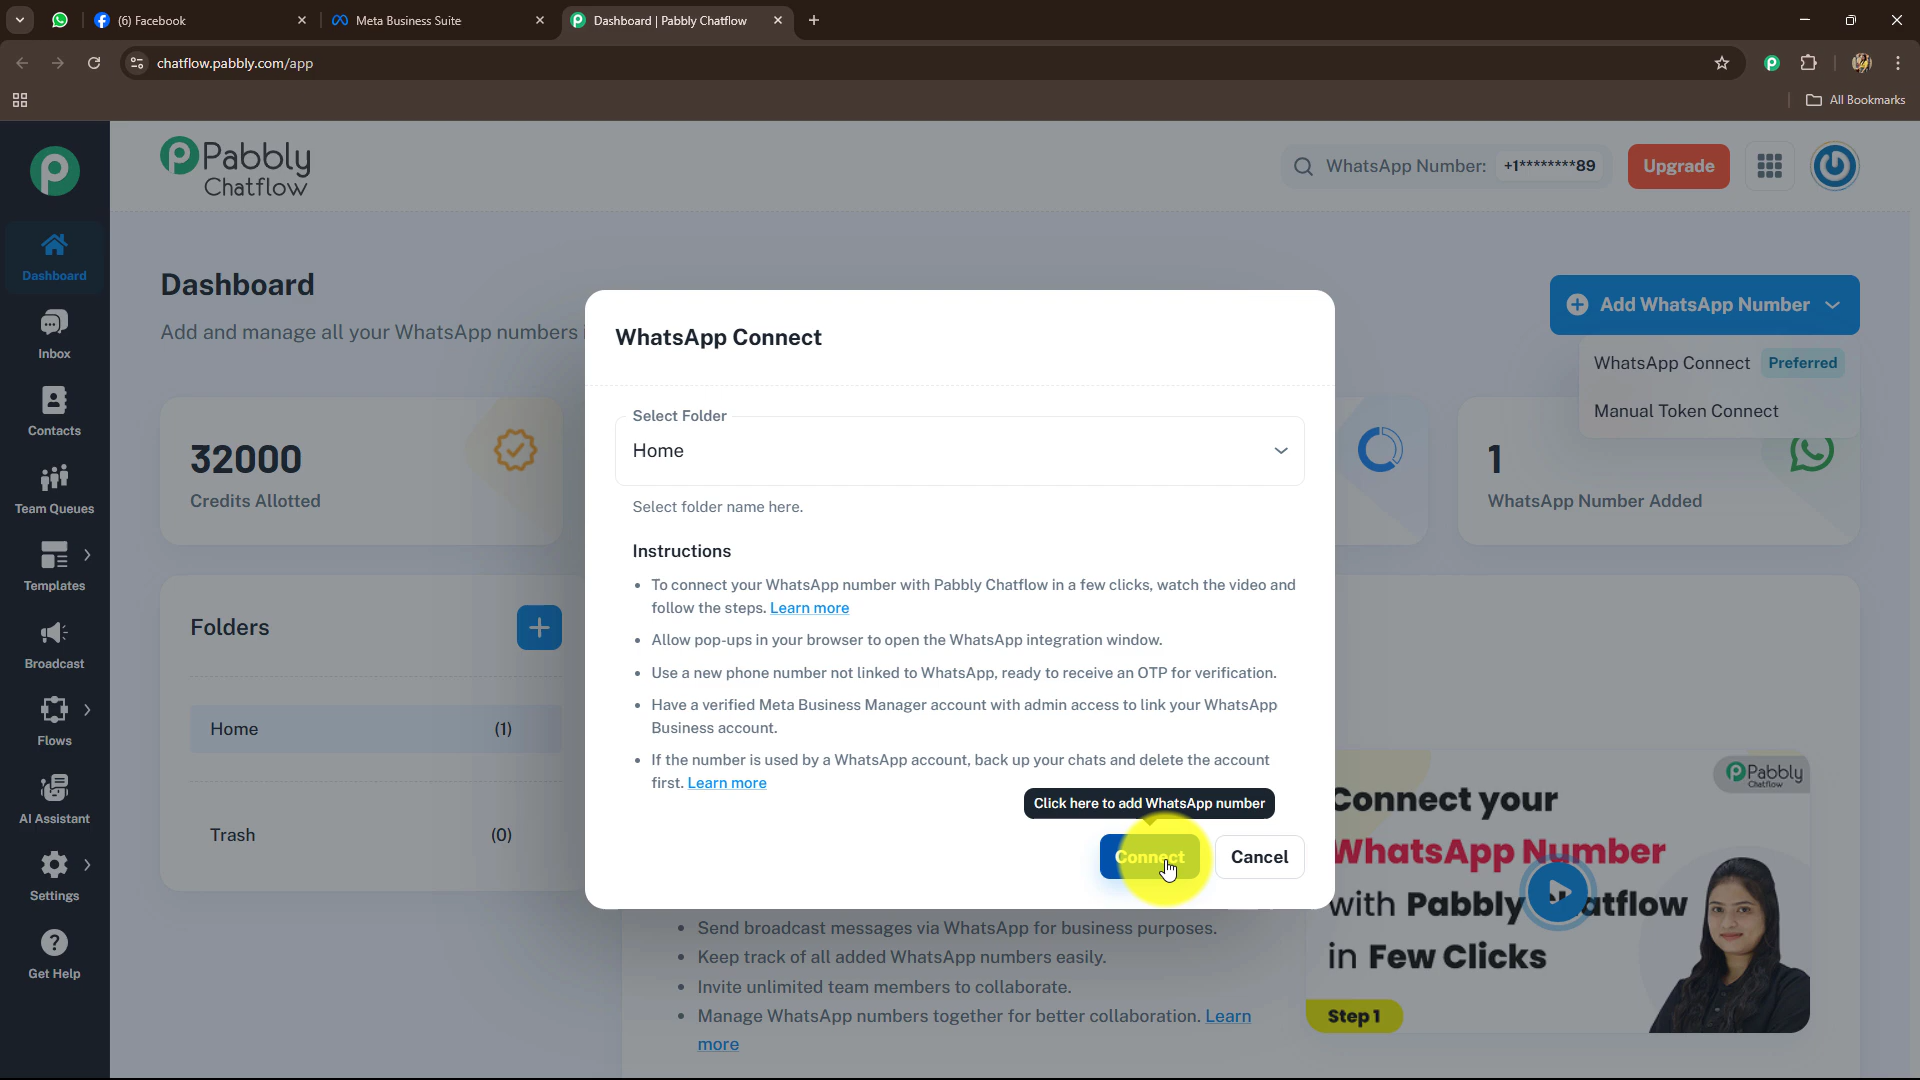 (6) Facebook
Meta Business Suite
Dashboard | Pabbly Chatflow
chatflow.pabbly.com/app
All Bookmarks
Pabbly
Chatflow
WhatsApp Number: +1********89
Upgrade
Dashboard
Inbox
Contacts
Team Queues
Templates
Broadcast
Flows
AI Assistant
Settings
Get Help
Dashboard
Add and manage all your WhatsApp numbers
Add WhatsApp Number
WhatsApp Connect Preferred
Manual Token Connect
32000
Credits Allotted
1
WhatsApp Number Added
Folders
Home (1)
Trash (0)
WhatsApp Connect
Select Folder
Home
Select folder name here.
Instructions
• To connect your WhatsApp number with Pabbly Chatflow in a few clicks, watch the video and
follow the steps. Learn more
• Allow pop-ups in your browser to open the WhatsApp integration window.
• Use a new phone number not linked to WhatsApp, ready to receive an OTP for verification.
• Have a verified Meta Business Manager account with admin access to link your WhatsApp
Business account.
• If the number is used by a WhatsApp account, back up your chats and delete the account
first. Learn more
Click here to add WhatsApp number
Connect
Cancel
• Send broadcast messages via WhatsApp for business purposes.
• Keep track of all added WhatsApp numbers easily.
• Invite unlimited team members to collaborate.
• Manage WhatsApp numbers together for better collaboration. Learn
more
Pabbly
Chatflow
Connect your
WhatsApp Number
with Pabbly Chatflow
in Few Clicks
Step 1